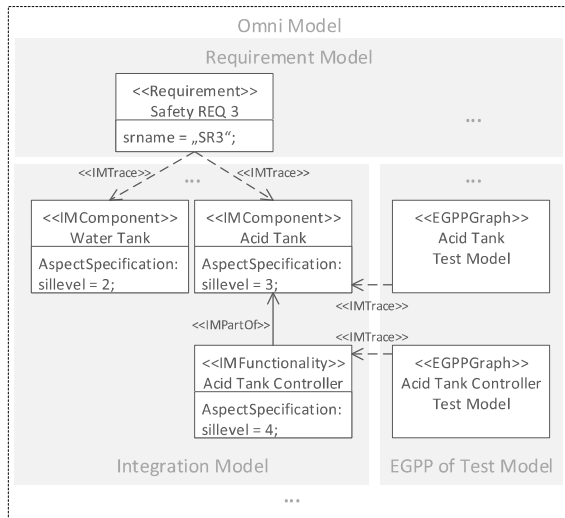 Omni Model
Requirement Model
<<Requirement>>
Safety REQ 3
srname = „SR3“;
...
<<IMTrace>>
...
<<IMTrace>>
...
<<IMComponent>>
Water Tank
AspectSpecification:
sillevel = 2;
<<IMComponent>>
Acid Tank
AspectSpecification:
sillevel = 3;
<<EGPPGraph>>
Acid Tank
Test Model
<<IMTrace>>
<<IMPartOf>>
<<IMTrace>>
<<IMFunctionality>>
Acid Tank Controller
AspectSpecification:
sillevel = 4;
<<EGPPGraph>>
Acid Tank Controller
Test Model
Integration Model
EGPP of Test Model
...